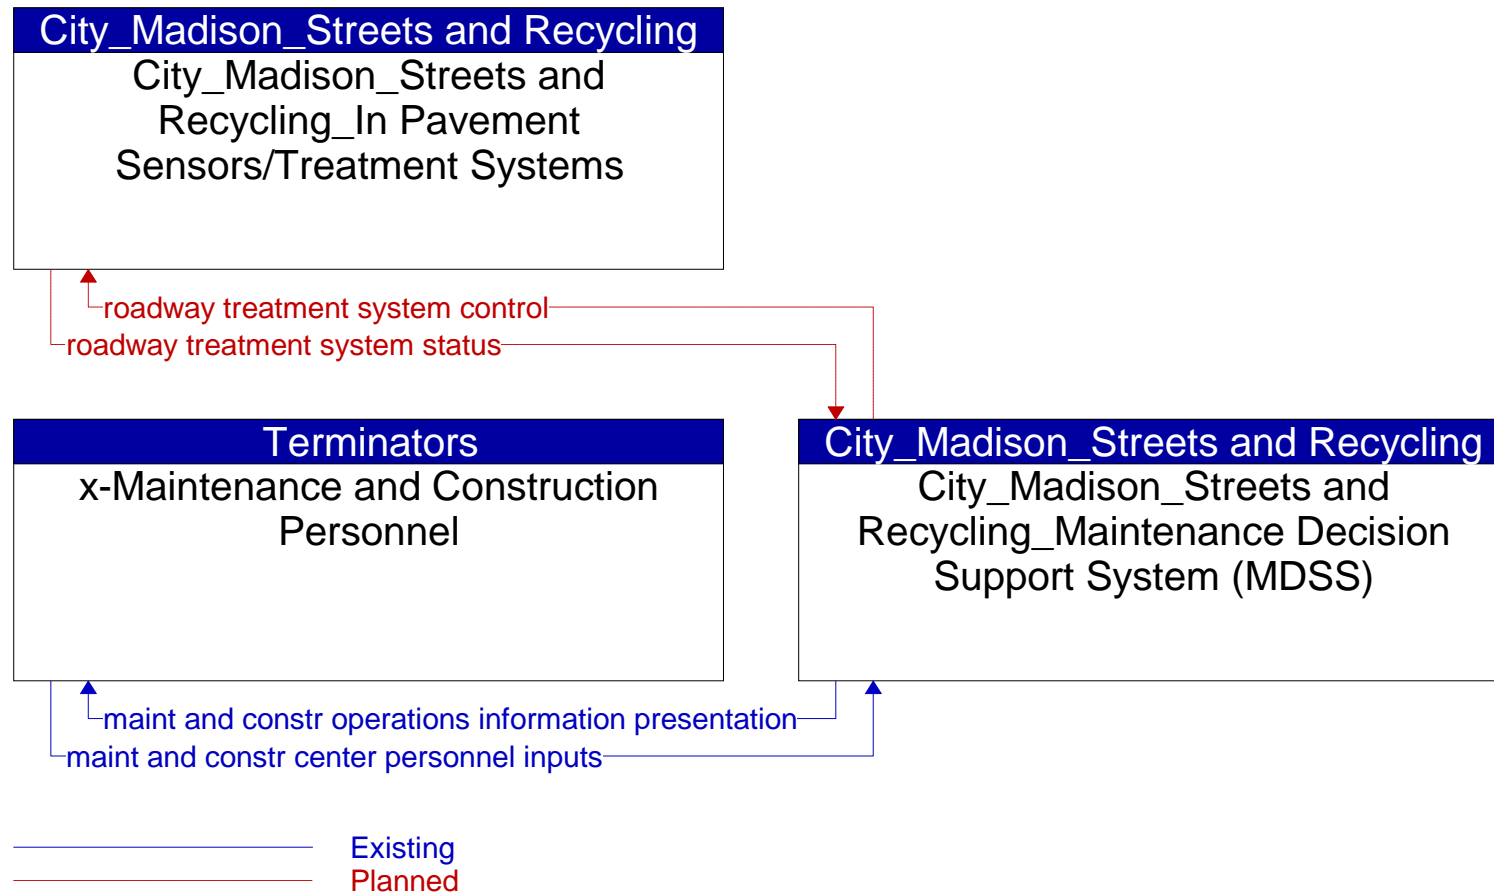 City_Madison_Streets and Recycling
City_Madison_Streets and
Recycling_In Pavement
Sensors/Treatment Systems
roadway treatment system control
roadway treatment system status
Terminators
x-Maintenance and Construction
Personnel
City_Madison_Streets and Recycling
City_Madison_Streets and
Recycling_Maintenance Decision
Support System (MDSS)
maint and constr operations information presentation
maint and constr center personnel inputs
Existing
Planned